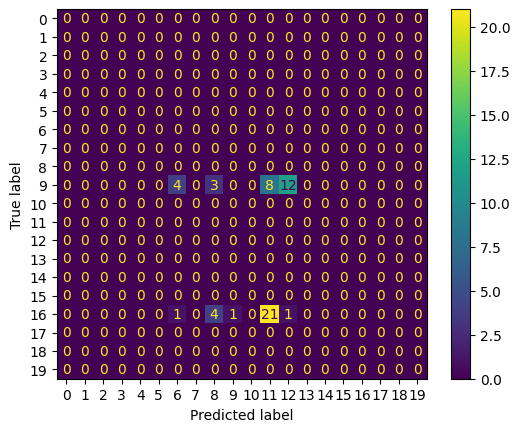 True label
0 0 0 0 0 0 0 0 0 0 0 0 0 0 0 0 0 0 0 0 0
1 0 0 0 0 0 0 0 0 0 0 0 0 0 0 0 0 0 0 0 0
2 0 0 0 0 0 0 0 0 0 0 0 0 0 0 0 0 0 0 0 0
3 0 0 0 0 0 0 0 0 0 0 0 0 0 0 0 0 0 0 0 0
4 0 0 0 0 0 0 0 0 0 0 0 0 0 0 0 0 0 0 0 0
5 0 0 0 0 0 0 0 0 0 0 0 0 0 0 0 0 0 0 0 0
6 0 0 0 0 0 0 0 0 0 0 0 0 0 0 0 0 0 0 0 0
7 0 0 0 0 0 0 0 0 0 0 0 0 0 0 0 0 0 0 0 0
8 0 0 0 0 0 0 0 0 0 0 0 0 0 0 0 0 0 0 0 0
9 0 0 0 0 0 0 4 0 3 0 0 8 12 0 0 0 0 0 0 0
10 0 0 0 0 0 0 0 0 0 0 0 0 0 0 0 0 0 0 0 0
11 0 0 0 0 0 0 0 0 0 0 0 0 0 0 0 0 0 0 0 0
12 0 0 0 0 0 0 0 0 0 0 0 0 0 0 0 0 0 0 0 0
13 0 0 0 0 0 0 0 0 0 0 0 0 0 0 0 0 0 0 0 0
14 0 0 0 0 0 0 0 0 0 0 0 0 0 0 0 0 0 0 0 0
15 0 0 0 0 0 0 0 0 0 0 0 0 0 0 0 0 0 0 0 0
16 0 0 0 0 0 0 1 0 4 1 0 21 1 0 0 0 0 0 0 0
17 0 0 0 0 0 0 0 0 0 0 0 0 0 0 0 0 0 0 0 0
18 0 0 0 0 0 0 0 0 0 0 0 0 0 0 0 0 0 0 0 0
19 0 0 0 0 0 0 0 0 0 0 0 0 0 0 0 0 0 0 0 0
0 1 2 3 4 5 6 7 8 9 10 11 12 13 14 15 16 17 18 19
Predicted label
20.0
17.5
15.0
12.5
10.0
7.5
5.0
2.5
0.0